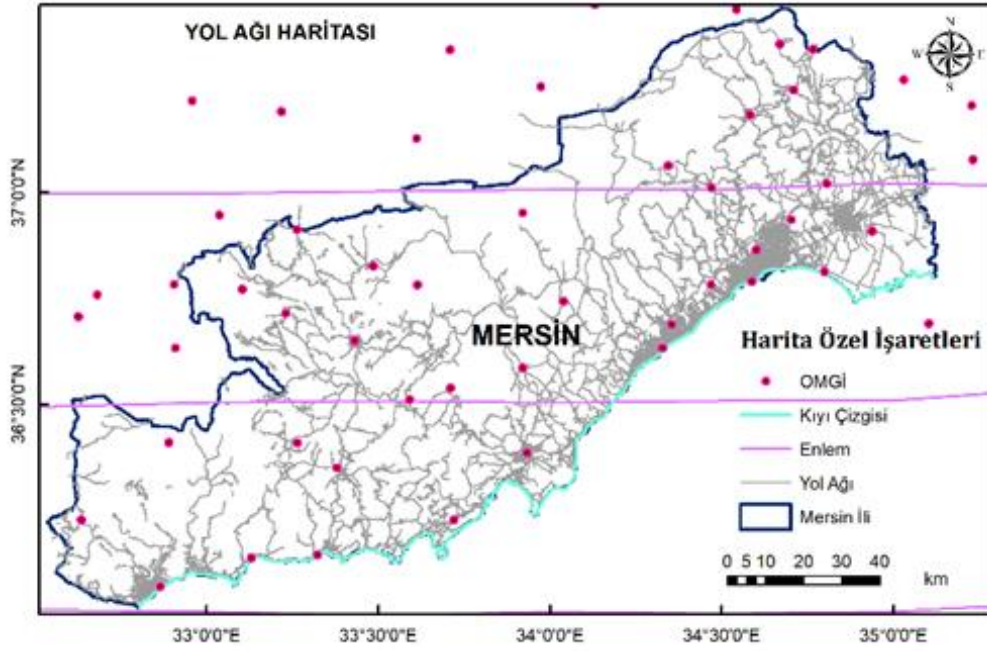 YOL AĞI HARİTASI
N
W
E
S
37°0'0"N
36°30'0"N
MERSİN
Harita Özel İşaretleri
OMGİ
Kıyı Çizgisi
Enlem
Yol Ağı
Mersin İli
0 5 10 20 30 40
km
33°0'0"E 33°30'0"E 34°0'0"E 34°30'0"E 35°0'0"E